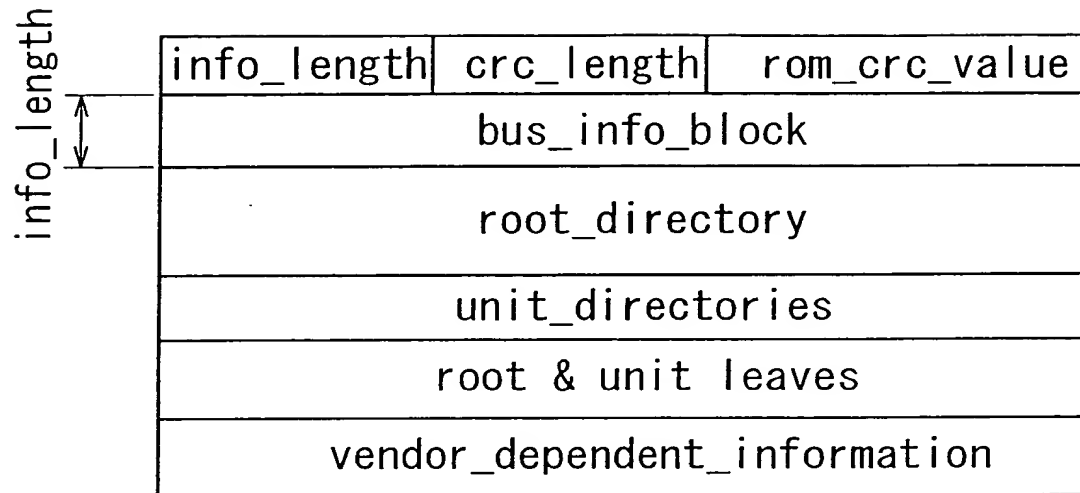 info_length crc_length rom_crc_value
info_length
bus_info_block
root_directory
unit_directories
root & unit leaves
vendor_dependent_information